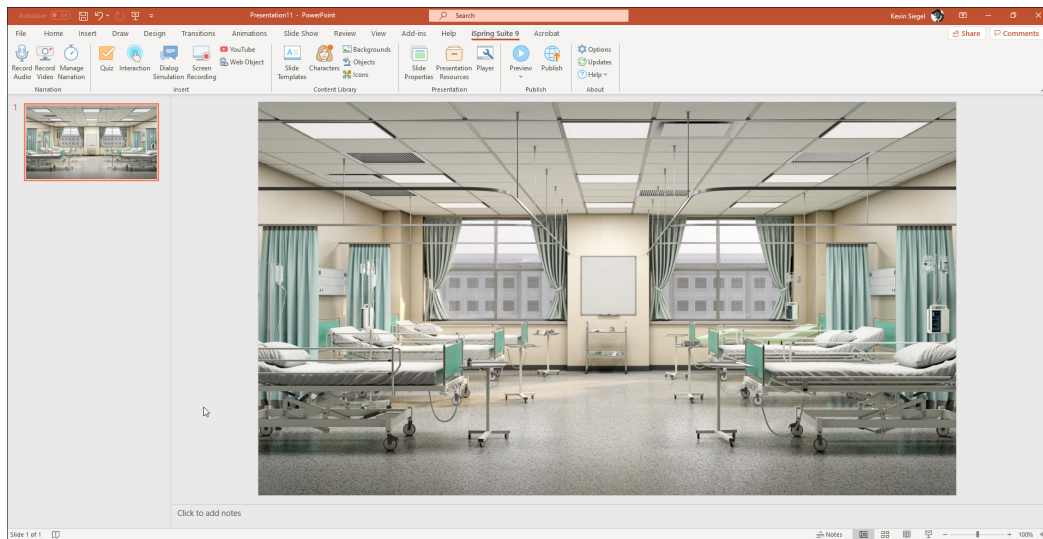 AutoSave Off Presentation11 - PowerPoint Search Kevin Siegel
File Home Insert Draw Design Transitions Animations Slide Show Review View Add-ins Help iSpring Suite 9 Acrobat Share Comments
Record Audio
Record Video
Manage Narration
Narration
Quiz
Interaction
Dialog Simulation
Screen Recording
YouTube
Web Object
Insert
Slide Templates
Characters
Backgrounds
Objects
Icons
Content Library
Slide Properties
Presentation Resources
Player
Presentation
Preview
Publish
Publish
Options
Updates
Help
About
1
Click to add notes
Slide 1 of 1 Notes 100%